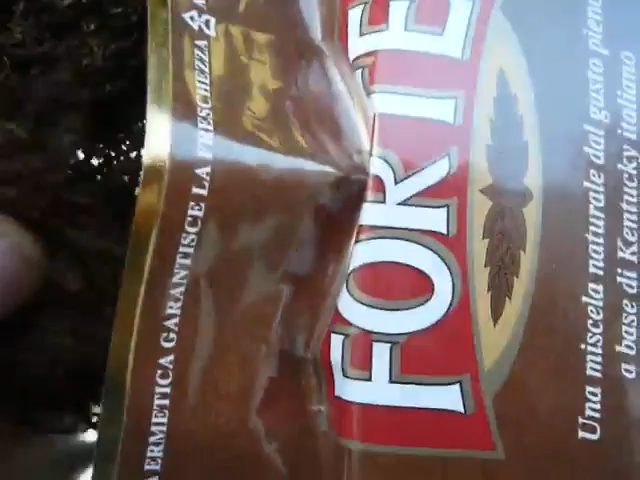 ERMETICA GARANTISCE LA FRESCHEZZA
FORTE
Una miscela naturale dal gusto pieno
a base di Kentucky italiano